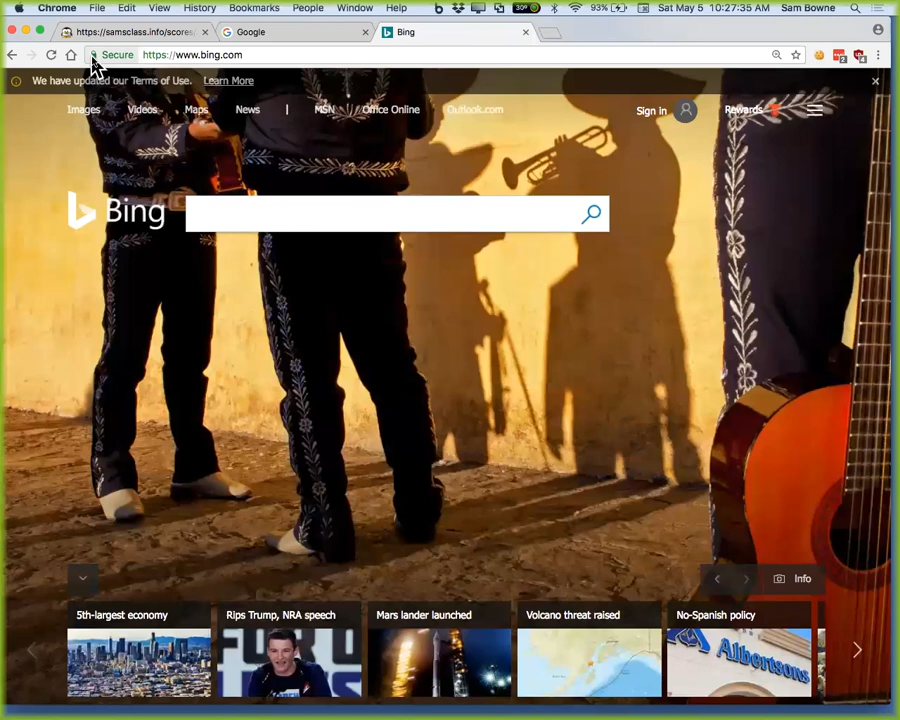 Chrome File Edit View History Bookmarks People Window Help 30° 93% Sat May 5 10:27:35 AM Sam Bowne
https://samsclass.info/scores/ Google Bing
Secure https://www.bing.com
We have updated our Terms of Use. Learn More
Images Videos Maps News | MSN Office Online Outlook.com Sign in Rewards
Bing
Info
5th-largest economy Rips Trump, NRA speech Mars lander launched Volcano threat raised No-Spanish policy
Albertsons